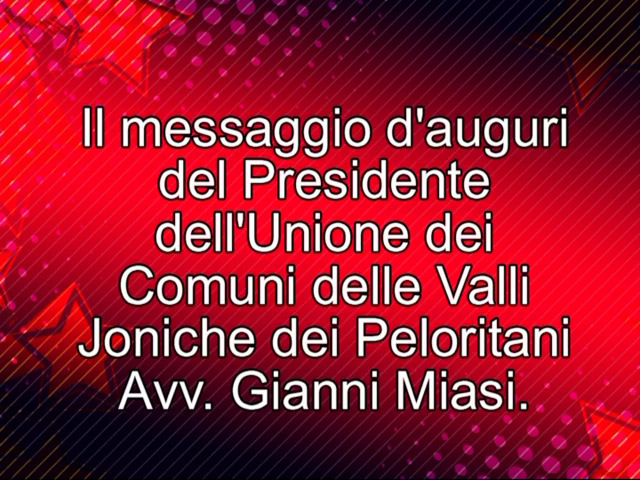 Il messaggio d'auguri
del Presidente
dell'Unione dei
Comuni delle Valli
Joniche dei Peloritani
Avv. Gianni Miasi.